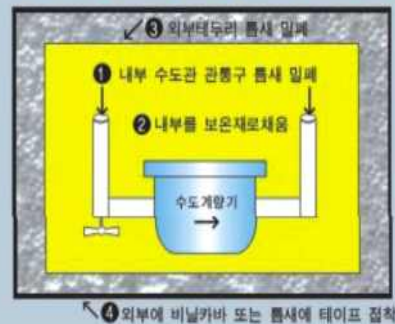 ❸ 외부테두리 틈새 밀폐
❶ 내부 수도관 관통구 틈새 밀폐
❷ 내부를 보온재로채움
수도계량기
❹ 외부에 비닐카바 또는 틈새에 테이프 접착